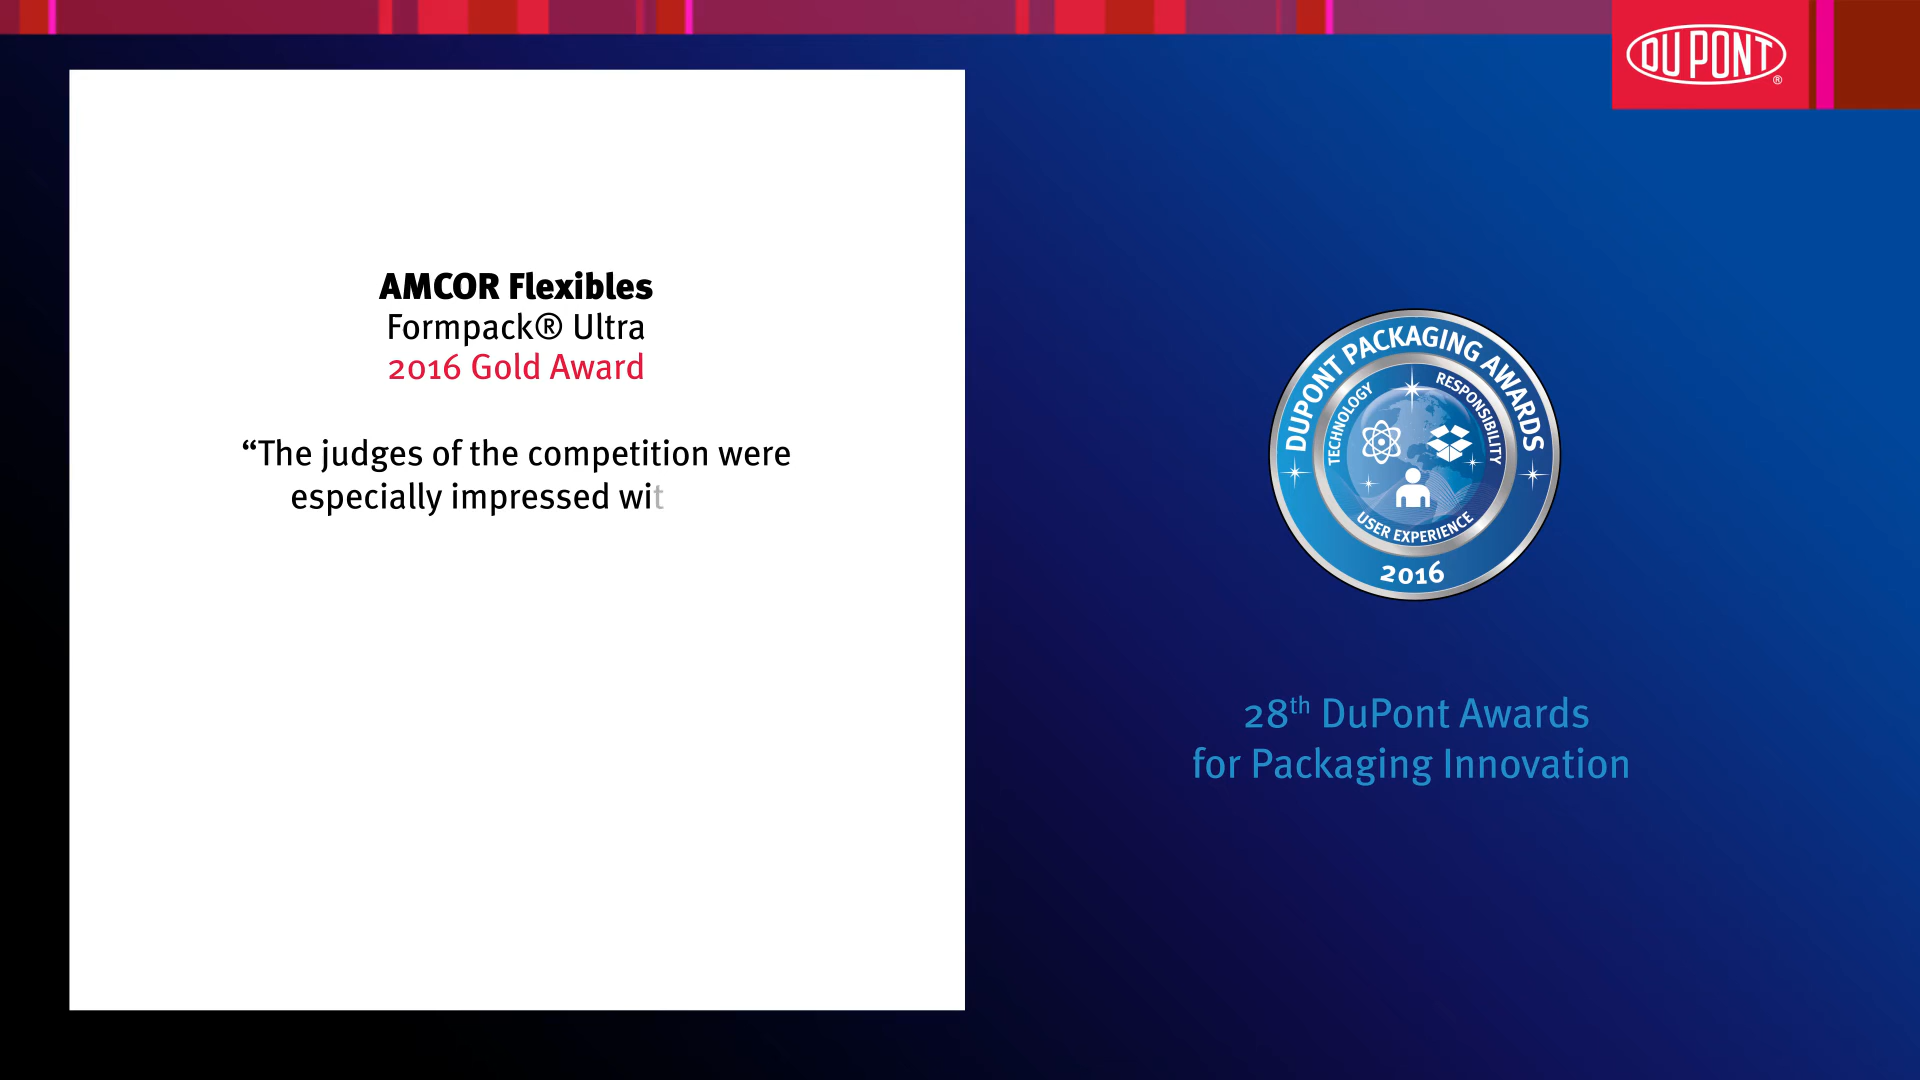 DUPONT®
AMCOR Flexibles
Formpack® Ultra
2016 Gold Award
“The judges of the competition were
especially impressed wit
DUPONT PACKAGING AWARDS
TECHNOLOGY
RESPONSIBILITY
USER EXPERIENCE
2016
28th DuPont Awards
for Packaging Innovation